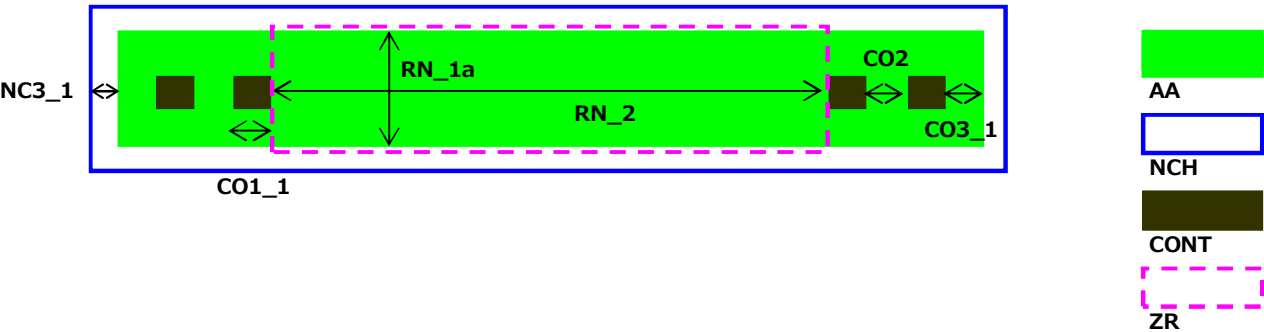 NC3_1
RN_1a
CO2
RN_2
CO3_1
CO1_1
AA
NCH
CONT
ZR